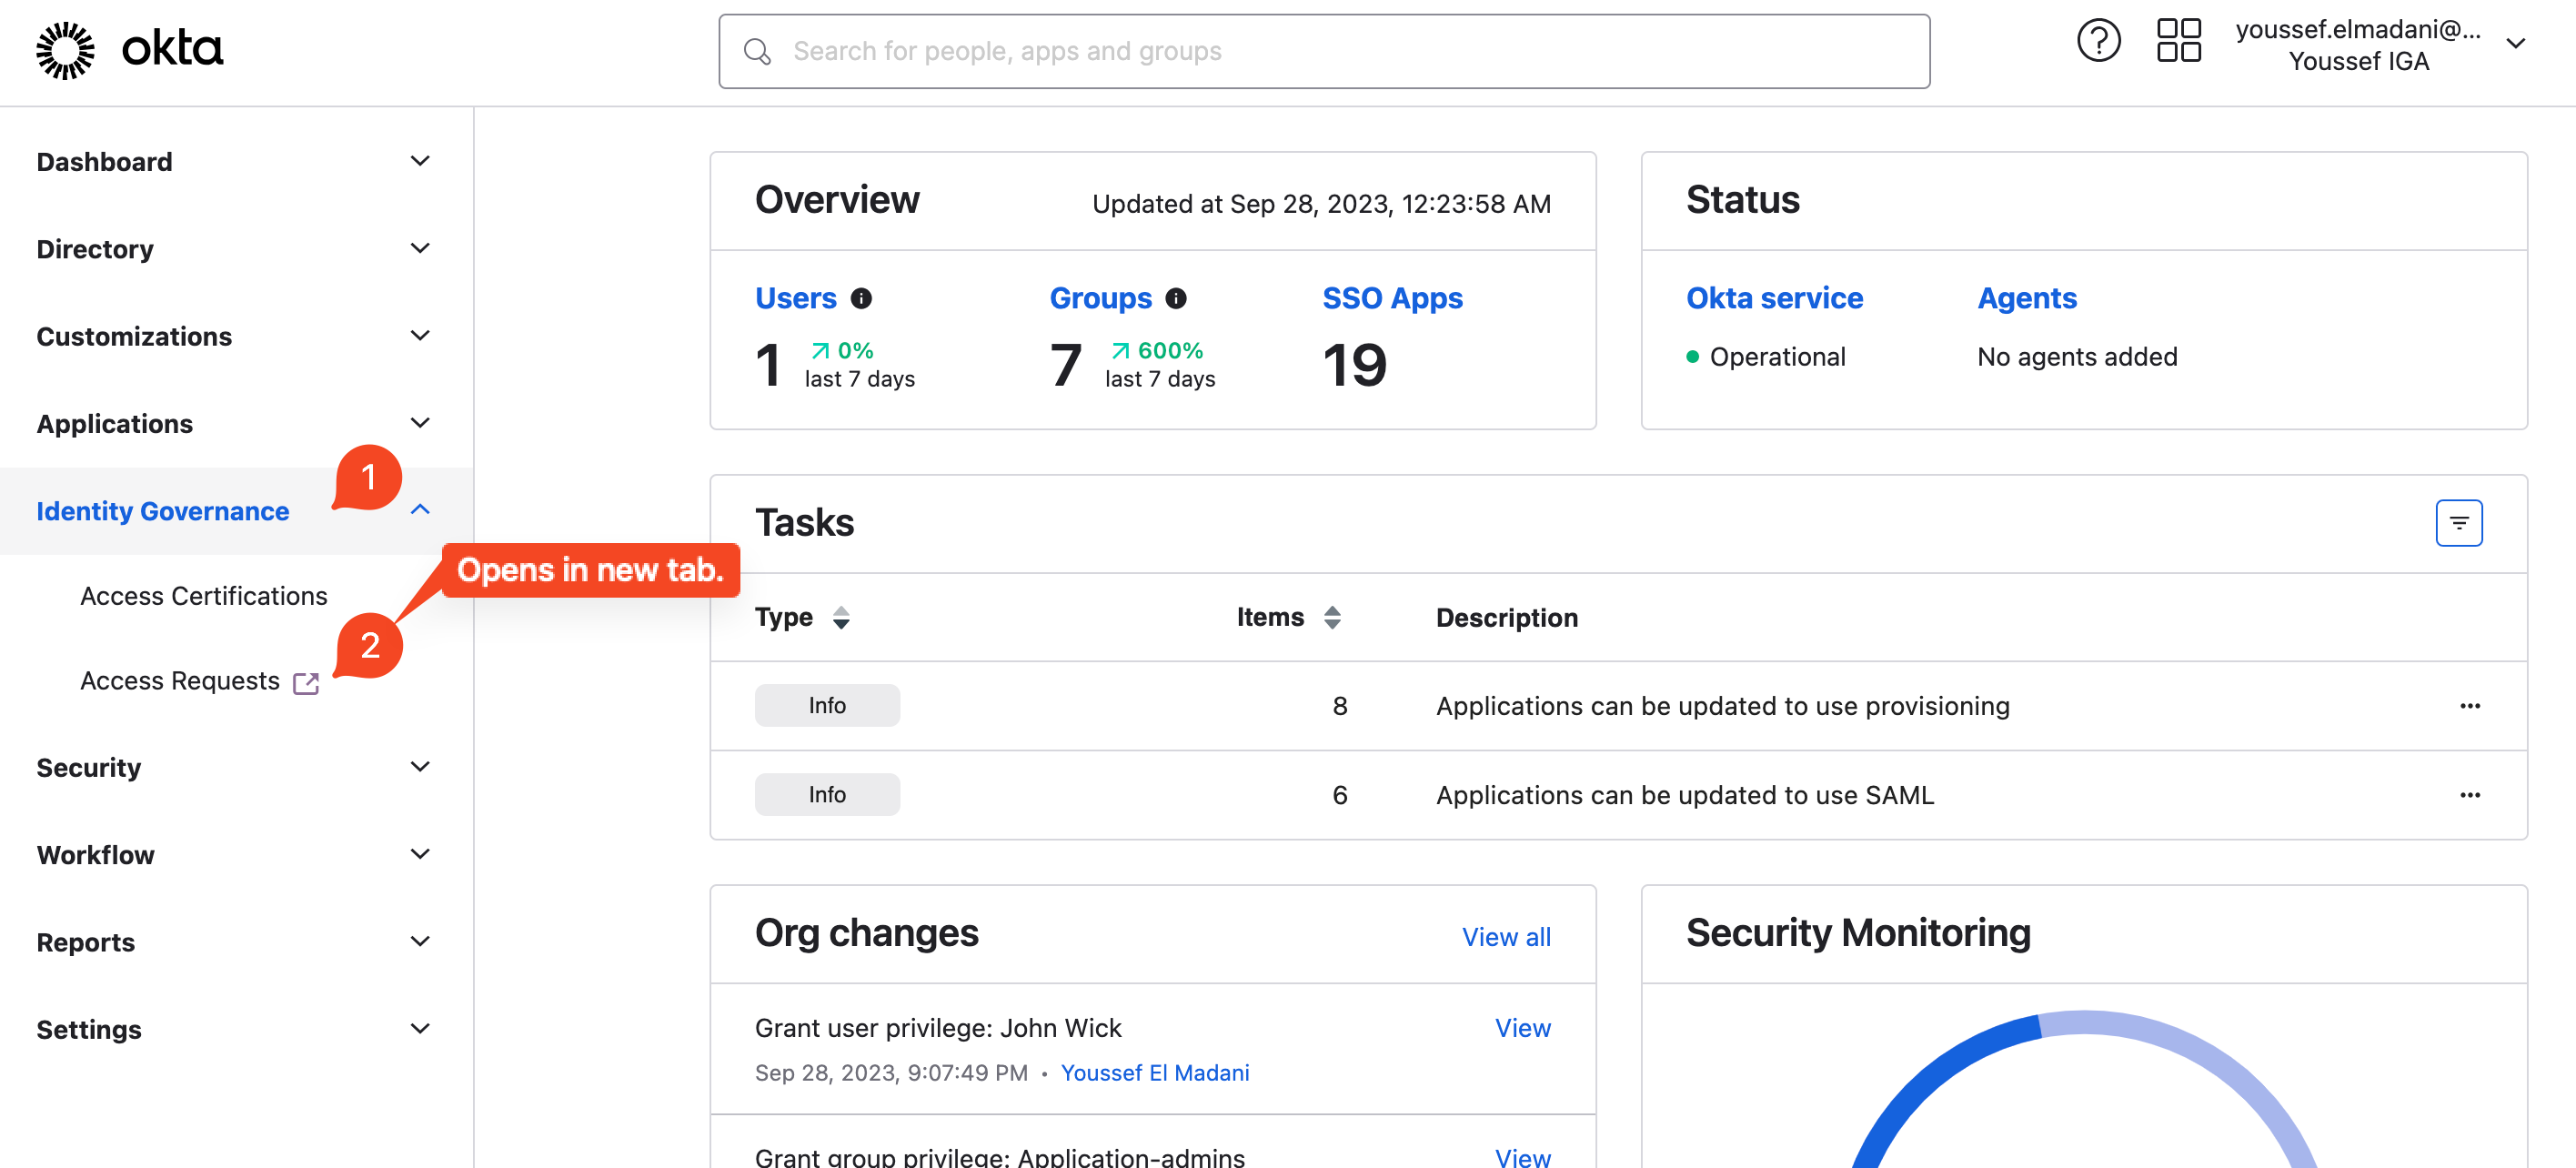 okta
Search for people, apps and groups
youssef.elmadani@...
Youssef IGA
Dashboard
Directory
Customizations
Applications
1
Identity Governance
Opens in new tab.
Access Certifications
2
Access Requests
Security
Workflow
Reports
Settings
Overview
Updated at Sep 28, 2023, 12:23:58 AM
Users Groups SSO Apps
1 0% last 7 days
7 600% last 7 days
19
Status
Okta service Agents
Operational No agents added
Tasks
Type Items Description
Info 8 Applications can be updated to use provisioning ...
Info 6 Applications can be updated to use SAML ...
Org changes View all
Grant user privilege: John Wick View
Sep 28, 2023, 9:07:49 PM • Youssef El Madani
Grant group privilege: Application-admins View
Security Monitoring